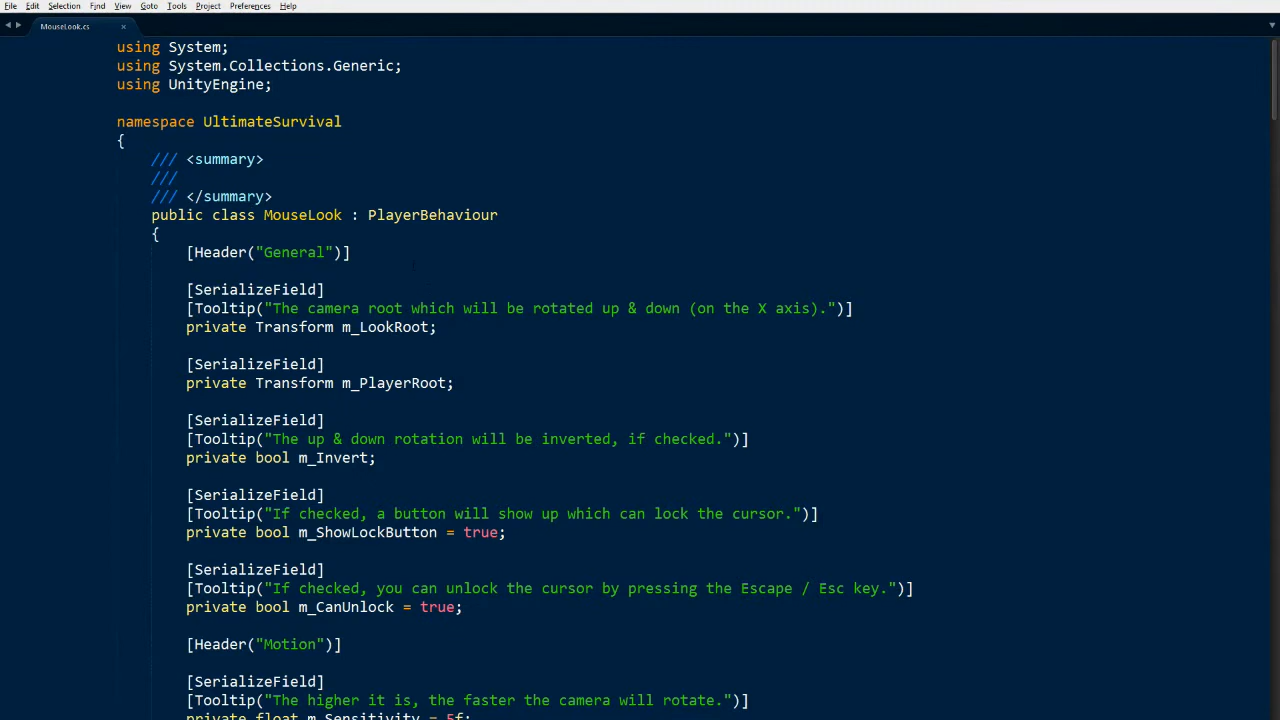 File Edit Selection Find View Goto Tools Project Preferences Help
MouseLook.cs ×
using System;
using System.Collections.Generic;
using UnityEngine;
namespace UltimateSurvival
{
/// <summary>
///
/// </summary>
public class MouseLook : PlayerBehaviour
{
[Header("General")]
[SerializeField]
[Tooltip("The camera root which will be rotated up & down (on the X axis).")]
private Transform m_LookRoot;
[SerializeField]
private Transform m_PlayerRoot;
[SerializeField]
[Tooltip("The up & down rotation will be inverted, if checked.")]
private bool m_Invert;
[SerializeField]
[Tooltip("If checked, a button will show up which can lock the cursor.")]
private bool m_ShowLockButton = true;
[SerializeField]
[Tooltip("If checked, you can unlock the cursor by pressing the Escape / Esc key.")]
private bool m_CanUnlock = true;
[Header("Motion")]
[SerializeField]
[Tooltip("The higher it is, the faster the camera will rotate.")]
private float m_Sensitivity = 5f;